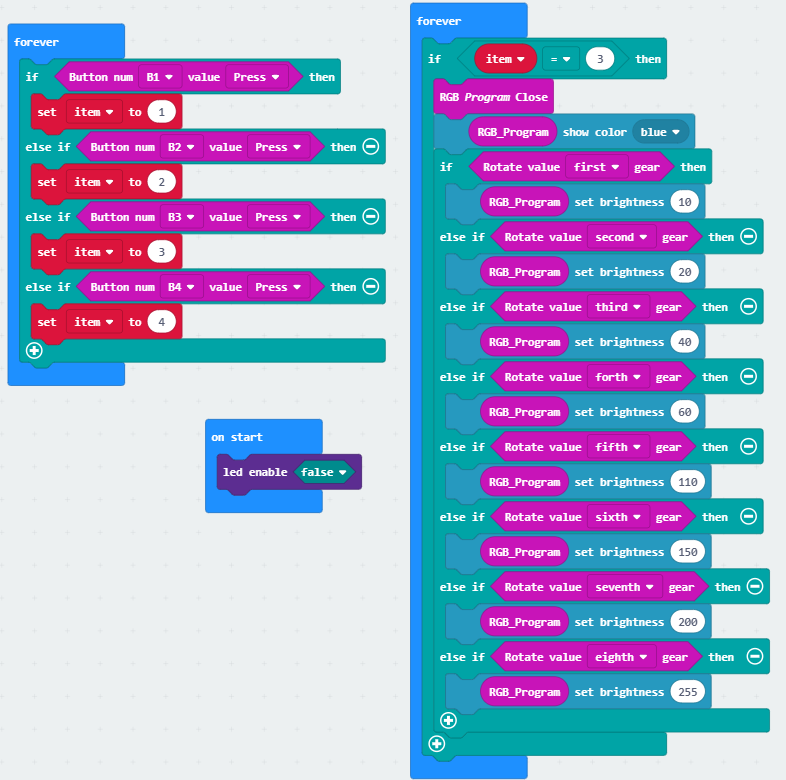 forever
if Button num B1 value Press then
set item to 1
else if Button num B2 value Press then
set item to 2
else if Button num B3 value Press then
set item to 3
else if Button num B4 value Press then
set item to 4
on start
led enable false
forever
if item = 3 then
RGB Program Close
RGB_Program show color blue
if Rotate value first gear then
RGB_Program set brightness 10
else if Rotate value second gear then
RGB_Program set brightness 20
else if Rotate value third gear then
RGB_Program set brightness 40
else if Rotate value forth gear then
RGB_Program set brightness 60
else if Rotate value fifth gear then
RGB_Program set brightness 110
else if Rotate value sixth gear then
RGB_Program set brightness 150
else if Rotate value seventh gear then
RGB_Program set brightness 200
else if Rotate value eighth gear then
RGB_Program set brightness 255